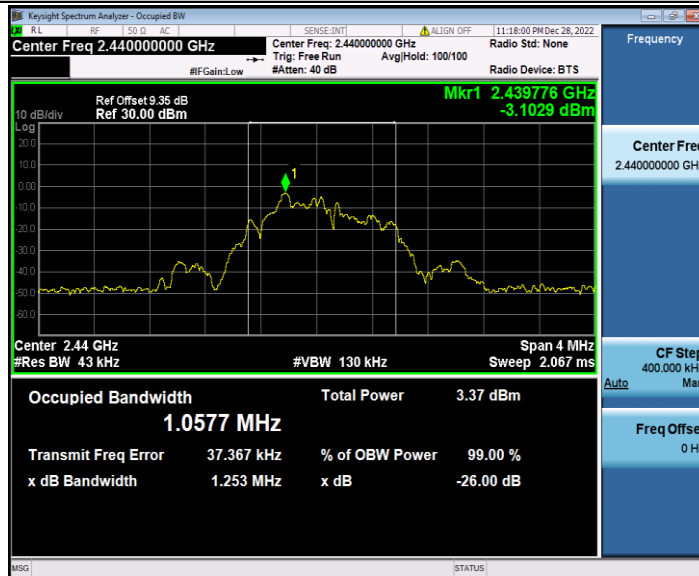 Keysight Spectrum Analyzer - Occupied BW
RL RF 50 Ω AC SENSE:INT ALIGN OFF 11:18:00 PM Dec 28, 2022
Center Freq 2.440000000 GHz
Center Freq: 2.440000000 GHz Radio Std: None
Trig: Free Run Avg|Hold: 100/100
#IFGain:Low #Atten: 40 dB Radio Device: BTS
Frequency
Ref Offset 9.35 dB
10 dB/div Ref 30.00 dBm
Mkr1 2.439776 GHz
-3.1029 dBm
Log
20.0
10.0
0.00
-10.0
-20.0
-30.0
-40.0
-50.0
-60.0
1
Center 2.44 GHz Span 4 MHz
#Res BW 43 kHz #VBW 130 kHz Sweep 2.067 ms
Center Fre
2.440000000 GH
CF Step
400.000 kH
Auto Ma
Freq Offse
0 H
Occupied Bandwidth Total Power 3.37 dBm
1.0577 MHz
Transmit Freq Error 37.367 kHz % of OBW Power 99.00 %
x dB Bandwidth 1.253 MHz x dB -26.00 dB
MSG STATUS